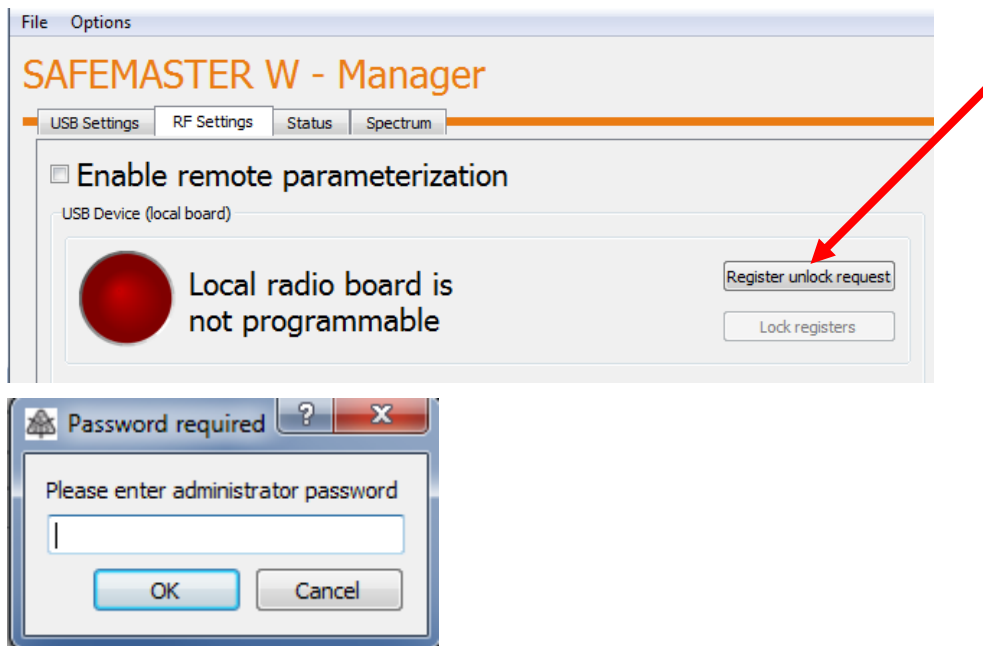 File Options
SAFEMASTER W - Manager
USB Settings RF Settings Status Spectrum
Enable remote parameterization
USB Device (local board)
Local radio board is
not programmable
Register unlock request
Lock registers
Password required
Please enter administrator password
OK Cancel